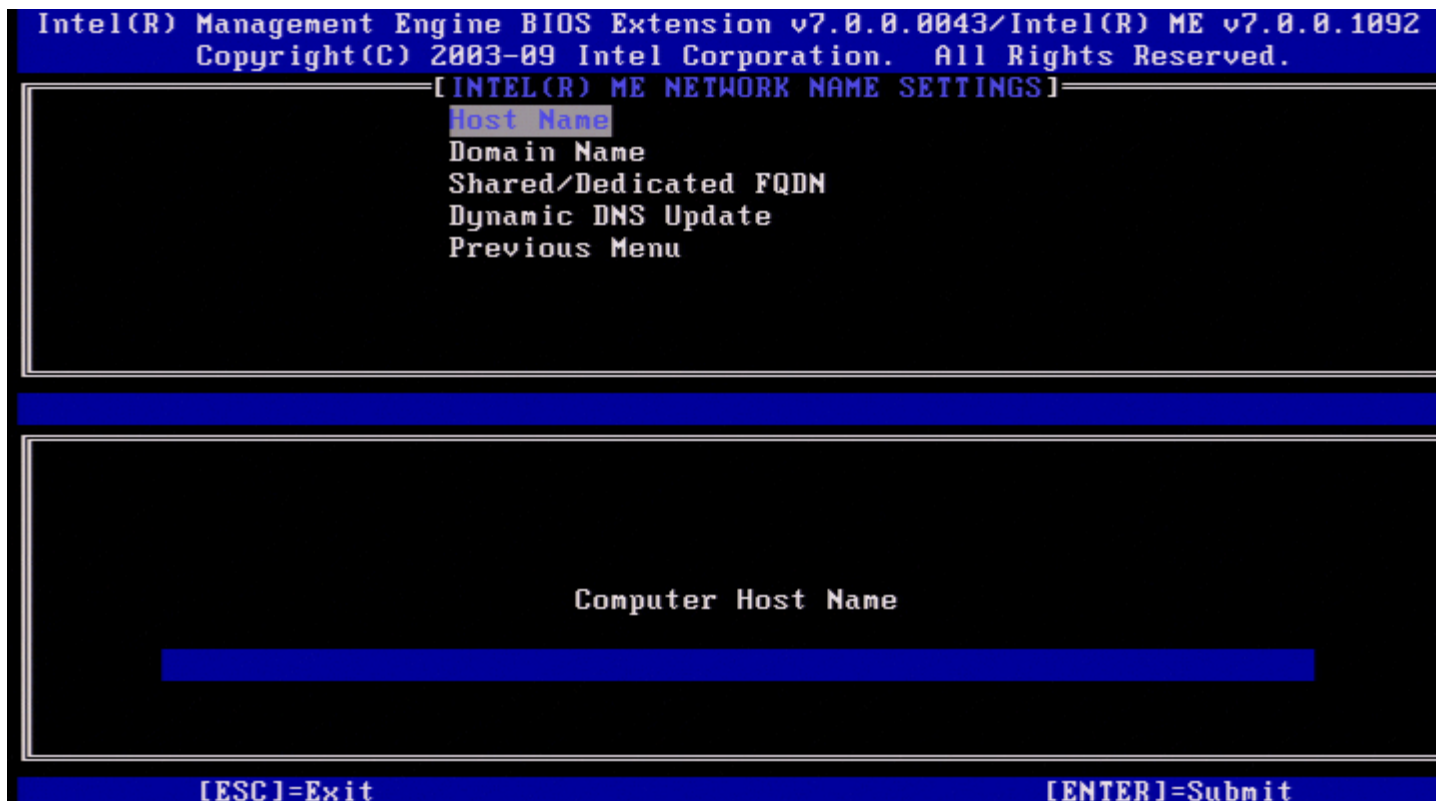 Intel(R) Management Engine BIOS Extension v7.0.0.0043/Intel(R) ME v7.0.0.1092
Copyright(C) 2003-09 Intel Corporation. All Rights Reserved.
[INTEL(R) ME NETWORK NAME SETTINGS]
Host Name
Domain Name
Shared/Dedicated FQDN
Dynamic DNS Update
Previous Menu
Computer Host Name
[ESC]=Exit [ENTER]=Submit